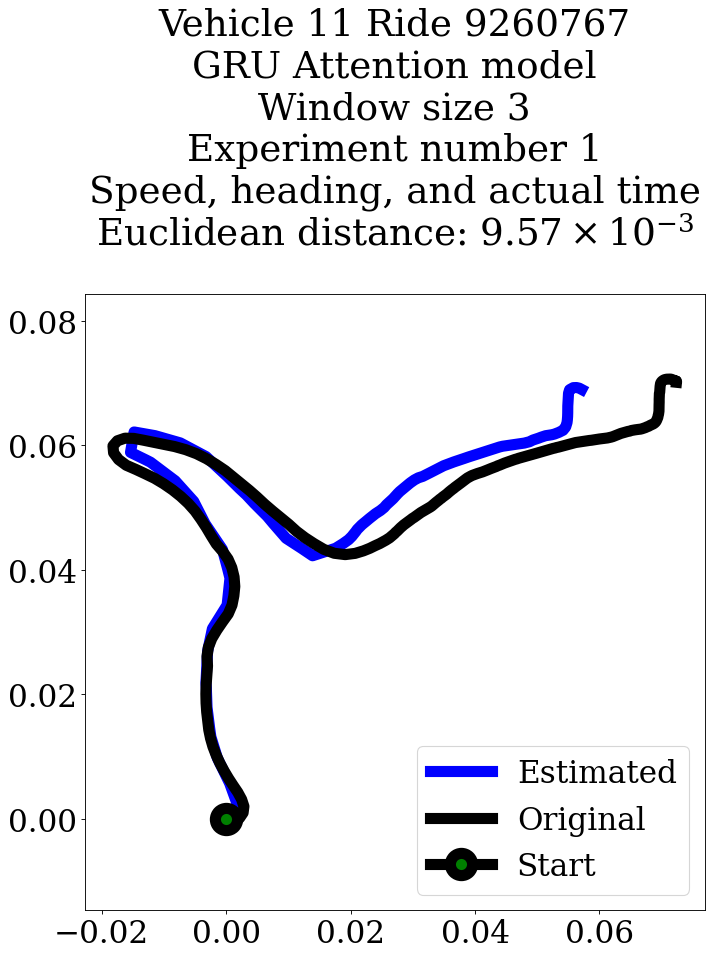 Vehicle 11 Ride 9260767
GRU Attention model
Window size 3
Experiment number 1
Speed, heading, and actual time
Euclidean distance: 9.57 × 10⁻³
0.08
0.06
0.04
0.02
0.00
Estimated
Original
Start
−0.02 0.00 0.02 0.04 0.06